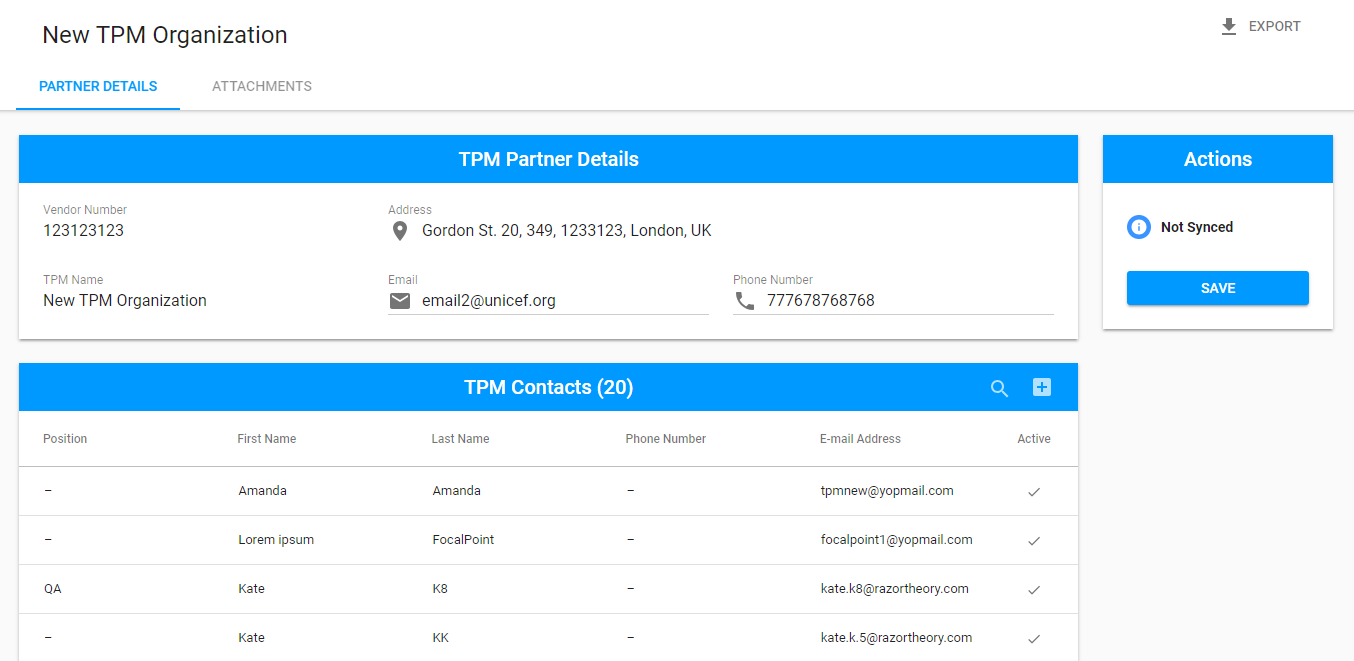 New TPM Organization
EXPORT
PARTNER DETAILS ATTACHMENTS
TPM Partner Details
Vendor Number Address
123123123 Gordon St. 20, 349, 1233123, London, UK
TPM Name Email Phone Number
New TPM Organization email2@unicef.org 777678768768
Actions
Not Synced
SAVE
TPM Contacts (20)
Position First Name Last Name Phone Number E-mail Address Active
– Amanda Amanda – tpmnew@yopmail.com
– Lorem ipsum FocalPoint – focalpoint1@yopmail.com
QA Kate K8 – kate.k8@razortheory.com
– Kate KK – kate.k.5@razortheory.com